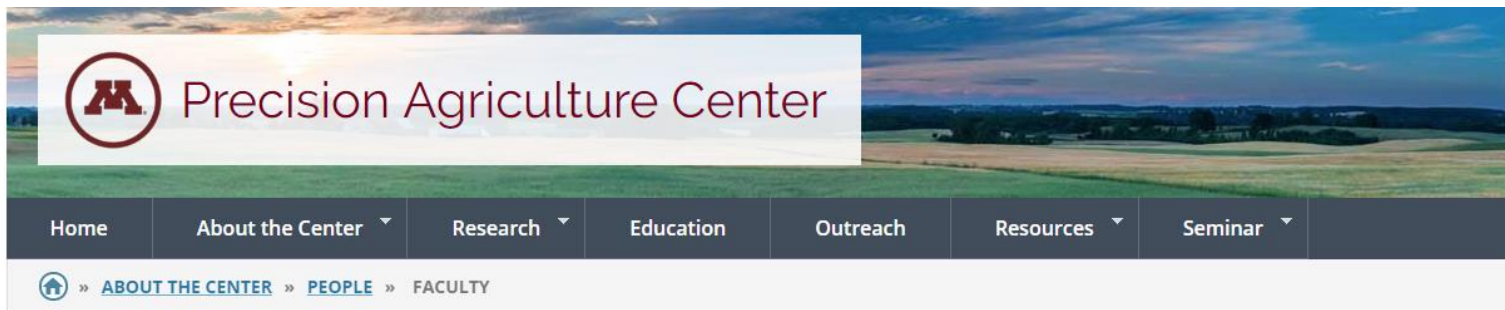 M
Precision Agriculture Center
Home About the Center Research Education Outreach Resources Seminar
» ABOUT THE CENTER » PEOPLE » FACULTY